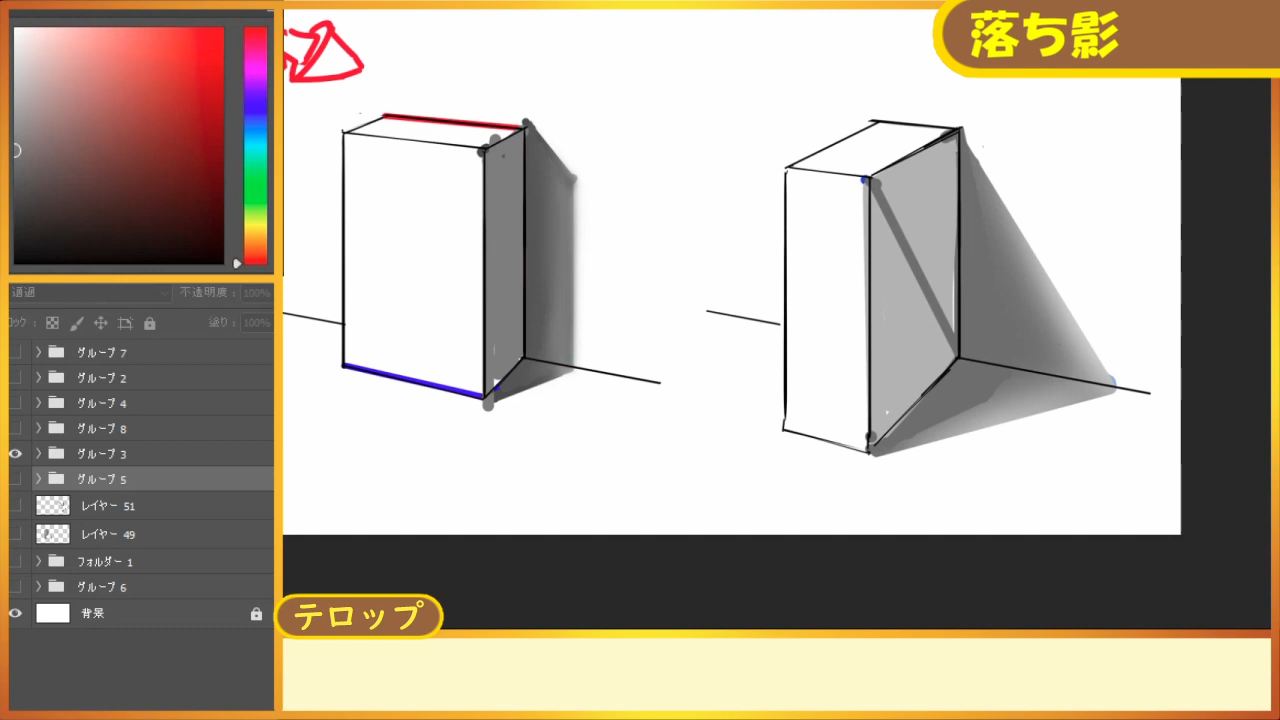 落ち影
通過
不透明度: 100%
ロック:
塗り: 100%
グループ 7
グループ 2
グループ 4
グループ 8
グループ 3
グループ 5
レイヤー 51
レイヤー 49
フォルダー 1
グループ 6
背景
テロップ